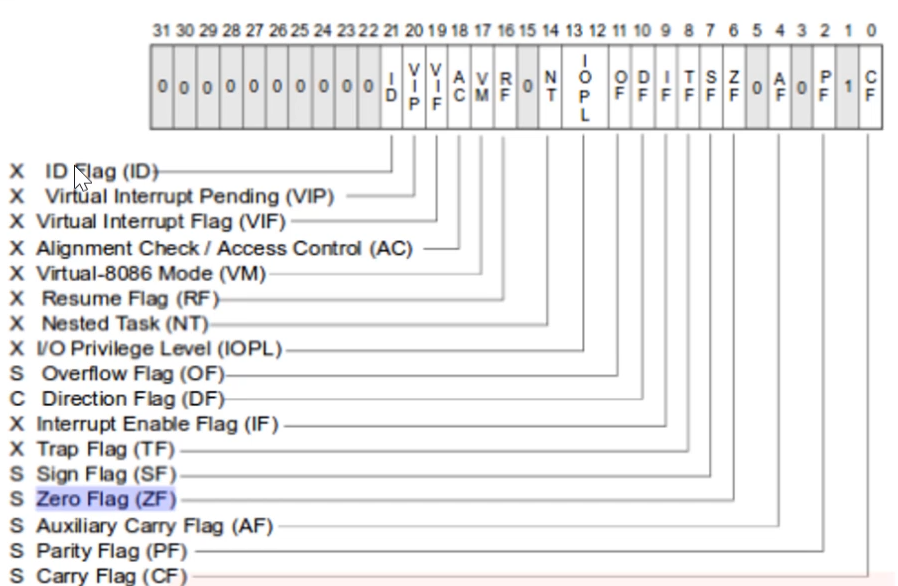 31 30 29 28 27 26 25 24 23 22 21 20 19 18 17 16 15 14 13 12 11 10 9 8 7 6 5 4 3 2 1 0
0 0 0 0 0 0 0 0 0 0 ID VIP VIF AC VM RF 0 NT IOPL OF DF IF TF SF ZF 0 AF 0 PF 1 CF
X ID Flag (ID)
X Virtual Interrupt Pending (VIP)
X Virtual Interrupt Flag (VIF)
X Alignment Check / Access Control (AC)
X Virtual-8086 Mode (VM)
X Resume Flag (RF)
X Nested Task (NT)
X I/O Privilege Level (IOPL)
S Overflow Flag (OF)
C Direction Flag (DF)
X Interrupt Enable Flag (IF)
X Trap Flag (TF)
S Sign Flag (SF)
S Zero Flag (ZF)
S Auxiliary Carry Flag (AF)
S Parity Flag (PF)
S Carry Flag (CF)